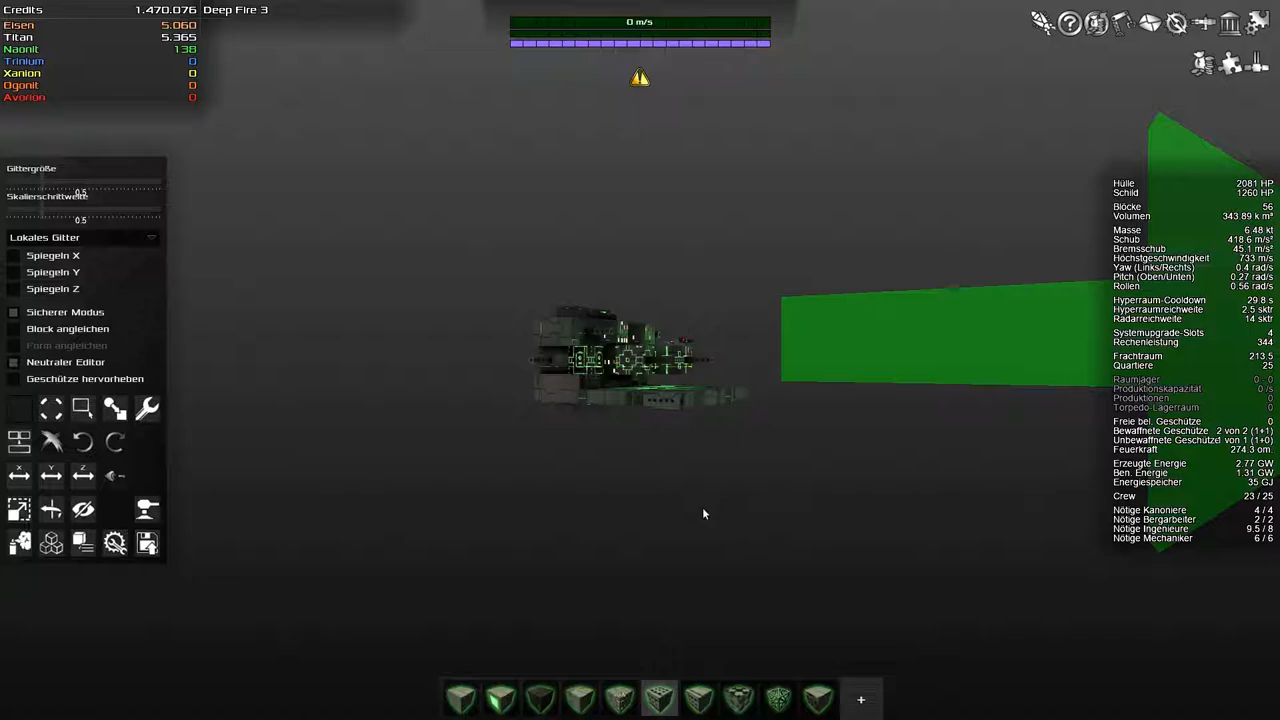 Credits 1.470.076 Deep Fire 3
Eisen 5.060
Titan 5.365
Naonit 138
Trinium 0
Xanion 0
Ogonit 0
Avorion 0
0 m/s
Gittergröße
0.5
Skalierschrittweite
0.5
Lokales Gitter
Spiegeln X
Spiegeln Y
Spiegeln Z
Sicherer Modus
Block angleichen
Form angleichen
Neutraler Editor
Geschütze hervorheben
X Y Z
Hülle 2081 HP
Schild 1260 HP
Blöcke 56
Volumen 343.89 k m³
Masse 6.48 kt
Schub 418.6 m/s²
Bremsschub 45.1 m/s²
Höchstgeschwindigkeit 733 m/s
Yaw (Links/Rechts) 0.4 rad/s
Pitch (Oben/Unten) 0.27 rad/s
Rollen 0.56 rad/s
Hyperraum-Cooldown 29.8 s
Hyperraumreichweite 2.5 sktr
Radarreichweite 14 sktr
Systemupgrade-Slots 4
Rechenleistung 344
Frachtraum 213.5
Quartiere 25
Raumjäger 0 - 0
Produktionskapazität 0 /s
Produktionen 0
Torpedo-Lagerraum 0
Freie bel. Geschütze 0
Bewaffnete Geschütze 2 von 2 (1+1)
Unbewaffnete Geschütze 1 von 1 (1+0)
Feuerkraft 274.3 om.
Erzeugte Energie 2.77 GW
Ben. Energie 1.31 GW
Energiespeicher 35 GJ
Crew 23 / 25
Nötige Kanoniere 4 / 4
Nötige Bergarbeiter 2 / 2
Nötige Ingenieure 9.5 / 8
Nötige Mechaniker 6 / 6
+